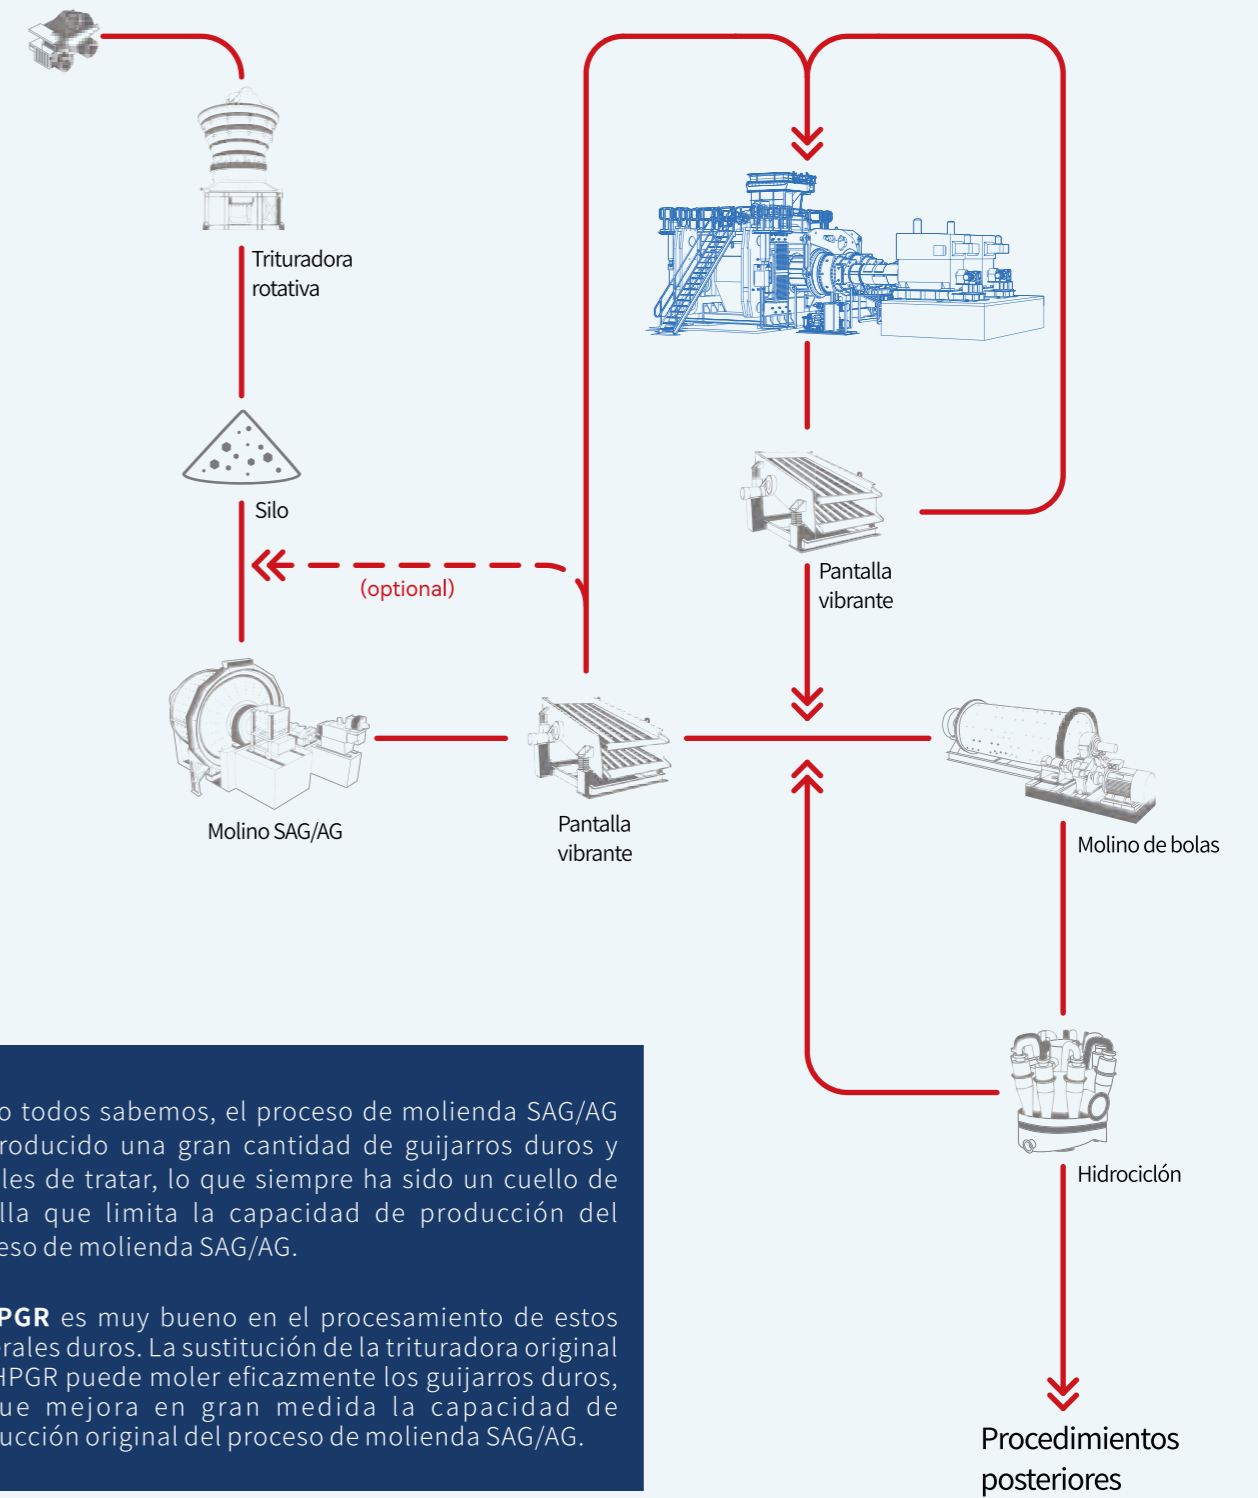 Trituradora
rotativa
Silo
(optional)
Pantalla
vibrante
Molino SAG/AG
Pantalla
vibrante
Molino de bolas
Hidrociclón
Procedimientos
posteriores
o todos sabemos, el proceso de molienda SAG/AG
roducido una gran cantidad de guijarros duros y
les de tratar, lo que siempre ha sido un cuello de
lla que limita la capacidad de producción del
eso de molienda SAG/AG.
PGR es muy bueno en el procesamiento de estos
erales duros. La sustitución de la trituradora original
HPGR puede moler eficazmente los guijarros duros,
ue mejora en gran medida la capacidad de
ucción original del proceso de molienda SAG/AG.